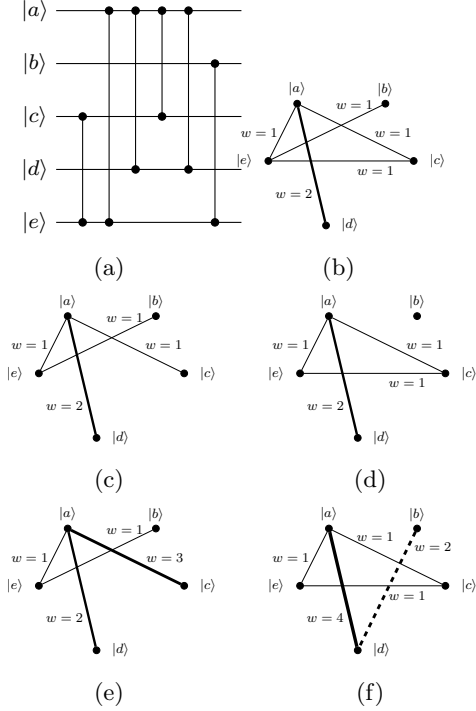 |a⟩
|b⟩
|c⟩
|d⟩
|e⟩
(a)
|a⟩ |b⟩
w = 1
w = 1 w = 1
|e⟩ w = 1 |c⟩
w = 2
|d⟩
(b)
|a⟩ |b⟩
w = 1
w = 1 w = 1
|e⟩ |c⟩
w = 2
|d⟩
(c)
|a⟩ |b⟩
w = 1 w = 1
|e⟩ w = 1 |c⟩
w = 2
|d⟩
(d)
|a⟩ |b⟩
w = 1
w = 1 w = 3
|e⟩ |c⟩
w = 2
|d⟩
(e)
|a⟩ |b⟩
w = 1 w = 2
w = 1
|e⟩ w = 1 |c⟩
w = 4
|d⟩
(f)